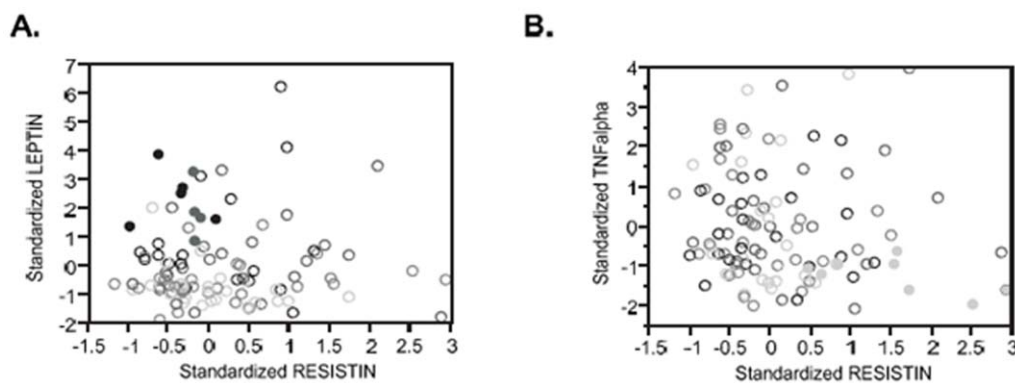 A.
B.
Standardized LEPTIN
7
6
5
4
3
2
1
0
-1
-2
-1.5 -1 -.5 0 0.5 1 1.5 2 2.5 3
Standardized RESISTIN
Standardized TNFalpha
4
3
2
1
0
-1
-2
-1.5 -1 -.5 0.0 0.5 1 1.5 2 2.5 3
Standardized RESISTIN